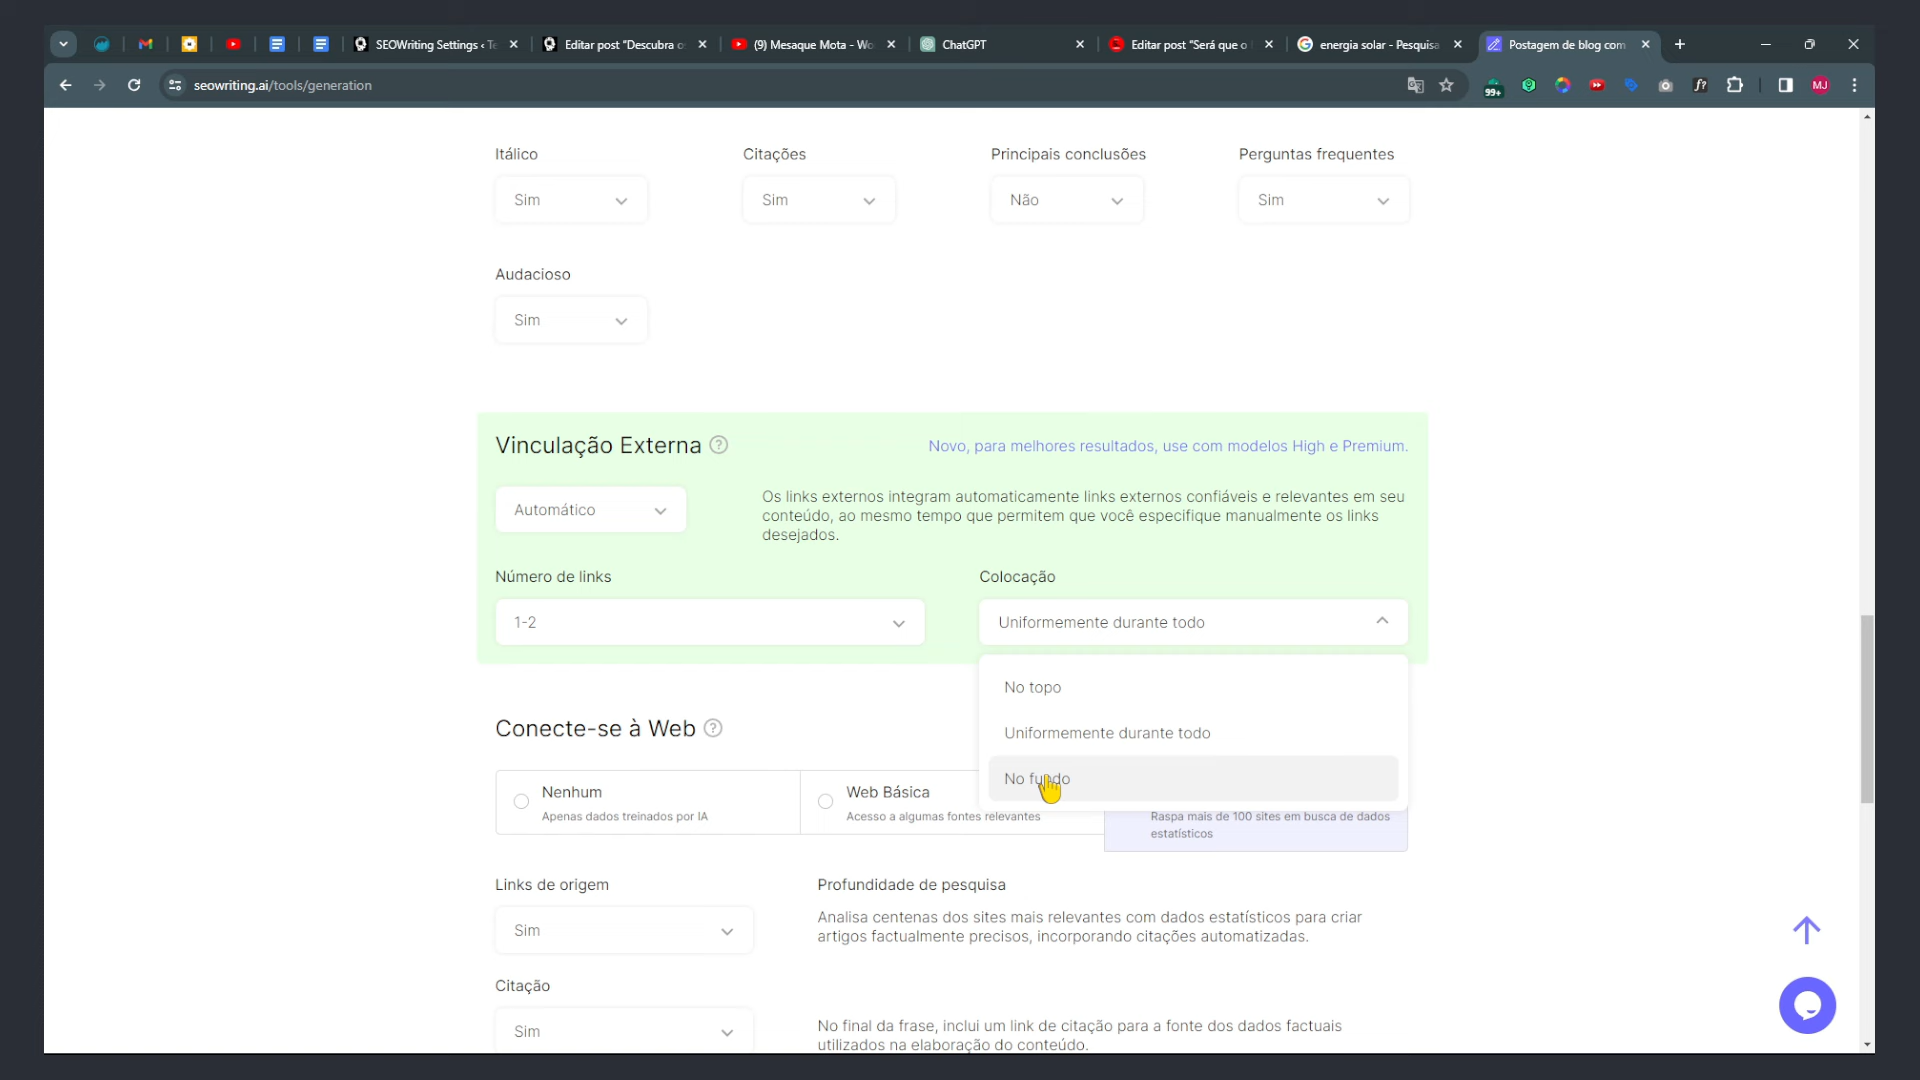 SEOWriting Settings ‹ Te
Editar post "Descubra o
(9) Mesaque Mota - Wo
ChatGPT
Editar post "Será que o
energia solar - Pesquisa
Postagem de blog com
seowriting.ai/tools/generation
99+
f?
MJ
Itálico
Citações
Principais conclusões
Perguntas frequentes
Sim
Sim
Não
Sim
Audacioso
Sim
Vinculação Externa ?
Novo, para melhores resultados, use com modelos High e Premium.
Automático
Os links externos integram automaticamente links externos confiáveis e relevantes em seu
conteúdo, ao mesmo tempo que permitem que você especifique manualmente os links
desejados.
Número de links
Colocação
1-2
Uniformemente durante todo
No topo
Uniformemente durante todo
No fundo
Conecte-se à Web ?
Nenhum
Apenas dados treinados por IA
Web Básica
Acesso a algumas fontes relevantes
Raspa mais de 100 sites em busca de dados
estatísticos
Links de origem
Profundidade de pesquisa
Sim
Analisa centenas dos sites mais relevantes com dados estatísticos para criar
artigos factualmente precisos, incorporando citações automatizadas.
Citação
Sim
No final da frase, inclui um link de citação para a fonte dos dados factuais
utilizados na elaboração do conteúdo.